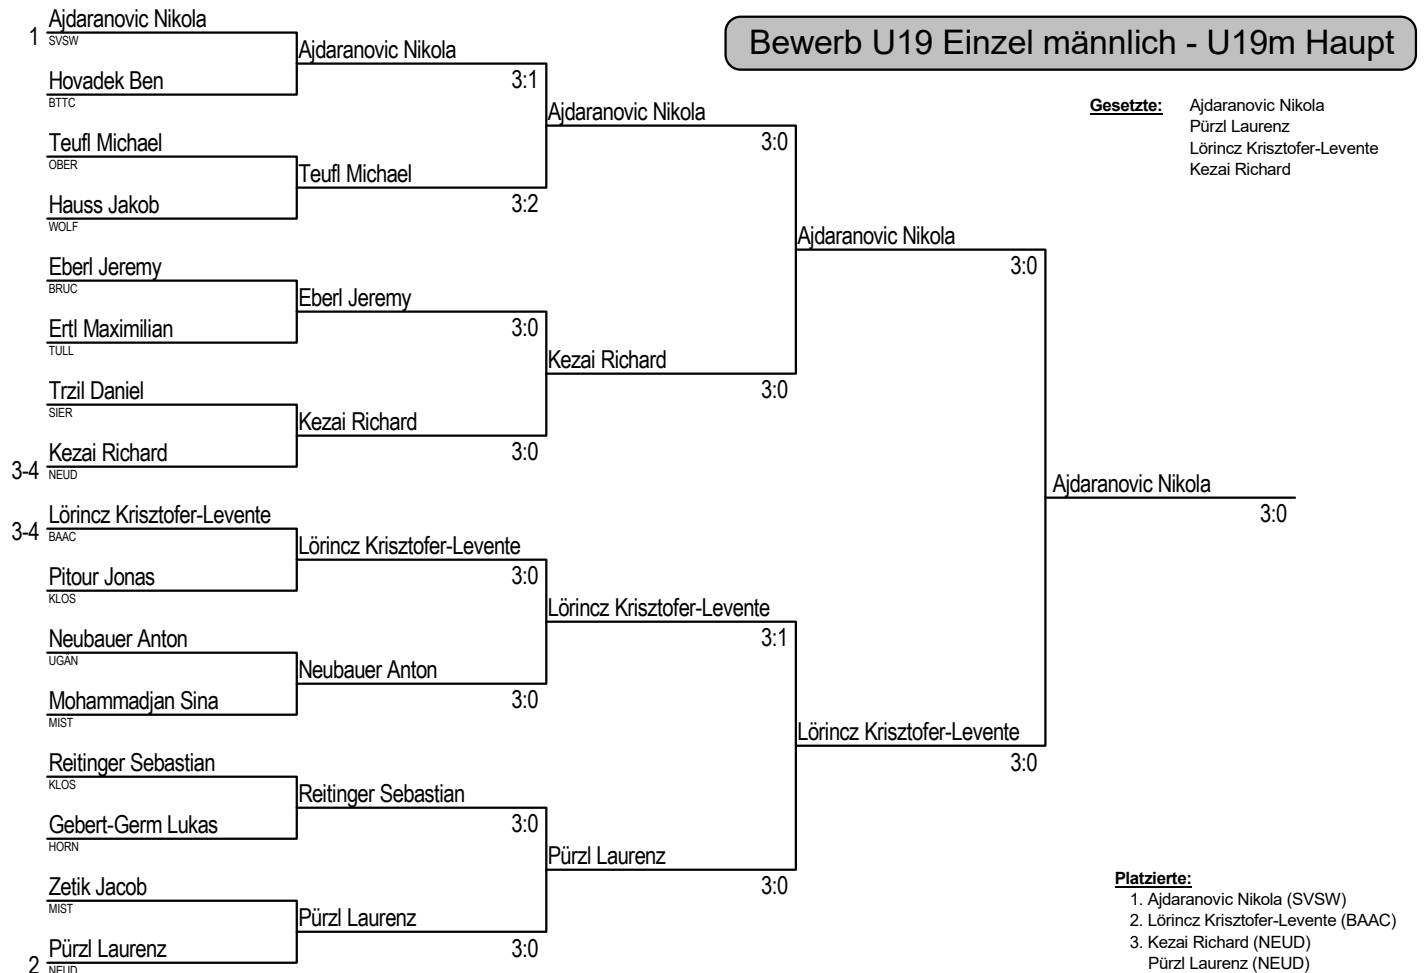 Bewerb U19 Einzel männlich - U19m Haupt
Gesetzte: Ajdaranovic Nikola
Pürzl Laurenz
Lörincz Krisztofer-Levente
Kezai Richard
1 Ajdaranovic Nikola
SVSW
Hovadek Ben
BTTC
Teufl Michael
OBER
Hauss Jakob
WOLF
Eberl Jeremy
BRUC
Ertl Maximilian
TULL
Trzil Daniel
SIER
3-4 Kezai Richard
NEUD
3-4 Lörincz Krisztofer-Levente
BAAC
Pitour Jonas
KLOS
Neubauer Anton
UGÄN
Mohammadjan Sina
MIST
Reitinger Sebastian
KLOS
Gebert-Germ Lukas
HORN
Zetik Jacob
MIST
2 Pürzl Laurenz
NEUD
Ajdaranovic Nikola
3:1
Teufl Michael
3:2
Eberl Jeremy
3:0
Kezai Richard
3:0
Lörincz Krisztofer-Levente
3:0
Neubauer Anton
3:0
Reitinger Sebastian
3:0
Pürzl Laurenz
3:0
Ajdaranovic Nikola
3:0
Kezai Richard
3:0
Lörincz Krisztofer-Levente
3:1
Pürzl Laurenz
3:0
Ajdaranovic Nikola
3:0
Lörincz Krisztofer-Levente
3:0
Ajdaranovic Nikola
3:0
Platzierte:
1. Ajdaranovic Nikola (SVSW)
2. Lörincz Krisztofer-Levente (BAAC)
3. Kezai Richard (NEUD)
Pürzl Laurenz (NEUD)